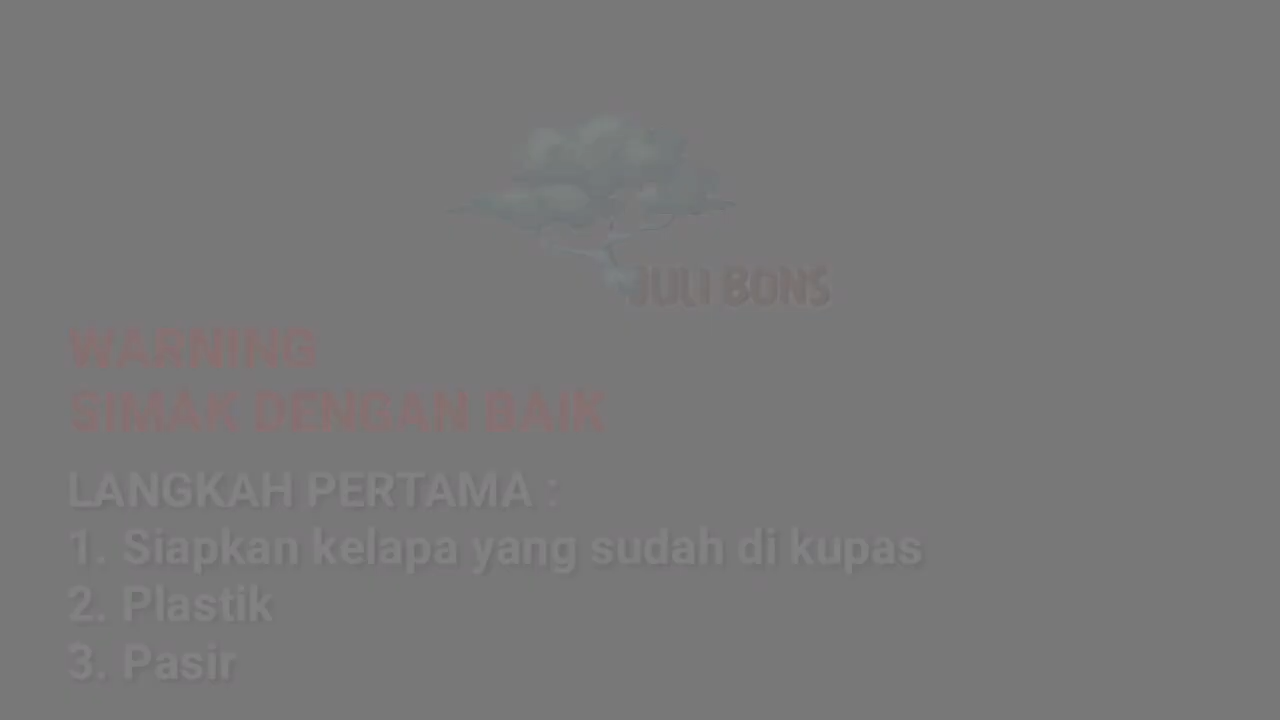 JULI BONS
WARNING
SIMAK DENGAN BAIK
LANGKAH PERTAMA :
1. Siapkan kelapa yang sudah di kupas
2. Plastik
3. Pasir